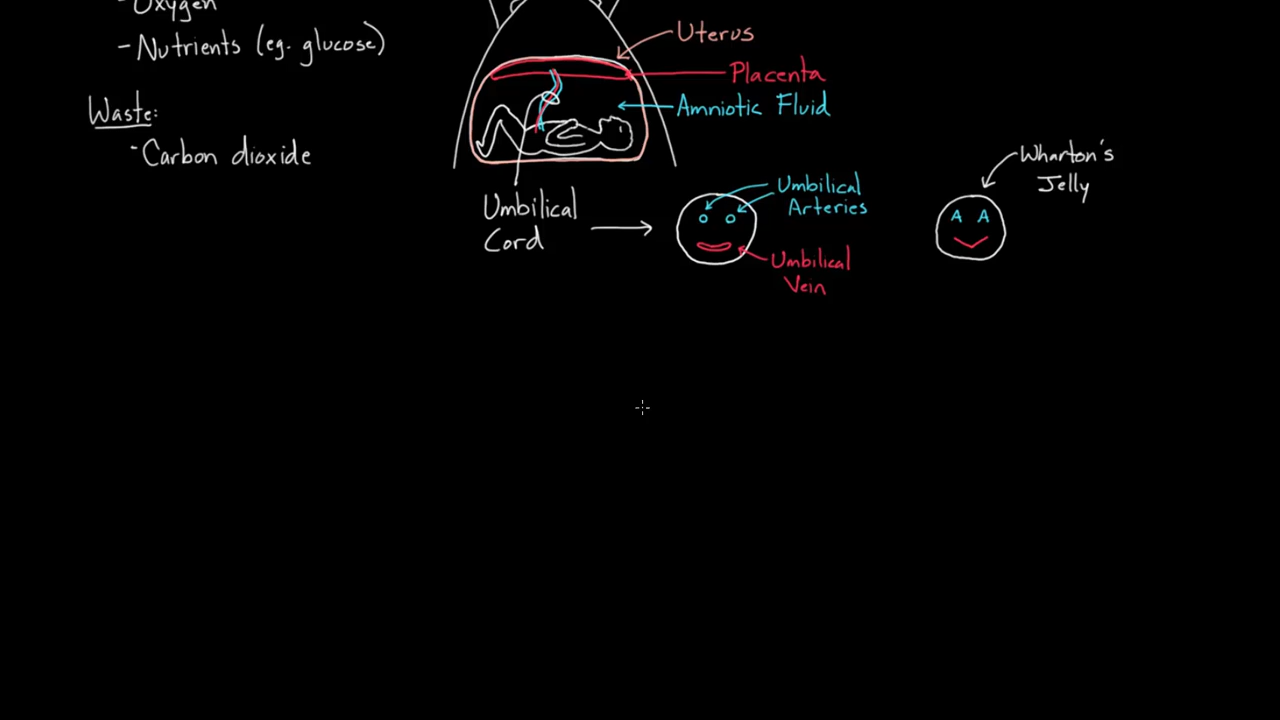 - Oxygen
- Nutrients (eg. glucose)
Waste:
- Carbon dioxide
Uterus
Placenta
Amniotic Fluid
Umbilical
Cord
Umbilical
Arteries
Umbilical
Vein
Wharton's
Jelly
A A